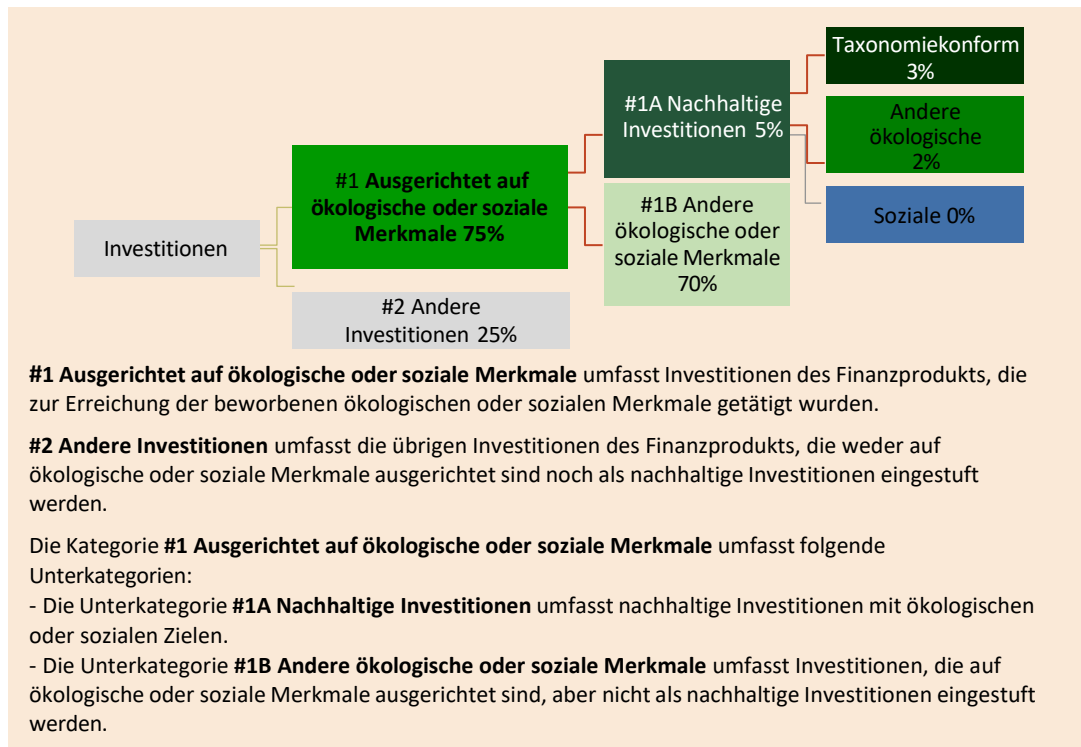 Taxonomiekonform
3%
#1A Nachhaltige
Investitionen 5%
Andere
ökologische
2%
#1 Ausgerichtet auf
ökologische oder soziale
Merkmale 75%
#1B Andere
ökologische oder
soziale Merkmale
70%
Soziale 0%
Investitionen
#2 Andere
Investitionen 25%
#1 Ausgerichtet auf ökologische oder soziale Merkmale umfasst Investitionen des Finanzprodukts, die
zur Erreichung der beworbenen ökologischen oder sozialen Merkmale getätigt wurden.
#2 Andere Investitionen umfasst die übrigen Investitionen des Finanzprodukts, die weder auf
ökologische oder soziale Merkmale ausgerichtet sind noch als nachhaltige Investitionen eingestuft
werden.
Die Kategorie #1 Ausgerichtet auf ökologische oder soziale Merkmale umfasst folgende
Unterkategorien:
- Die Unterkategorie #1A Nachhaltige Investitionen umfasst nachhaltige Investitionen mit ökologischen
oder sozialen Zielen.
- Die Unterkategorie #1B Andere ökologische oder soziale Merkmale umfasst Investitionen, die auf
ökologische oder soziale Merkmale ausgerichtet sind, aber nicht als nachhaltige Investitionen eingestuft
werden.